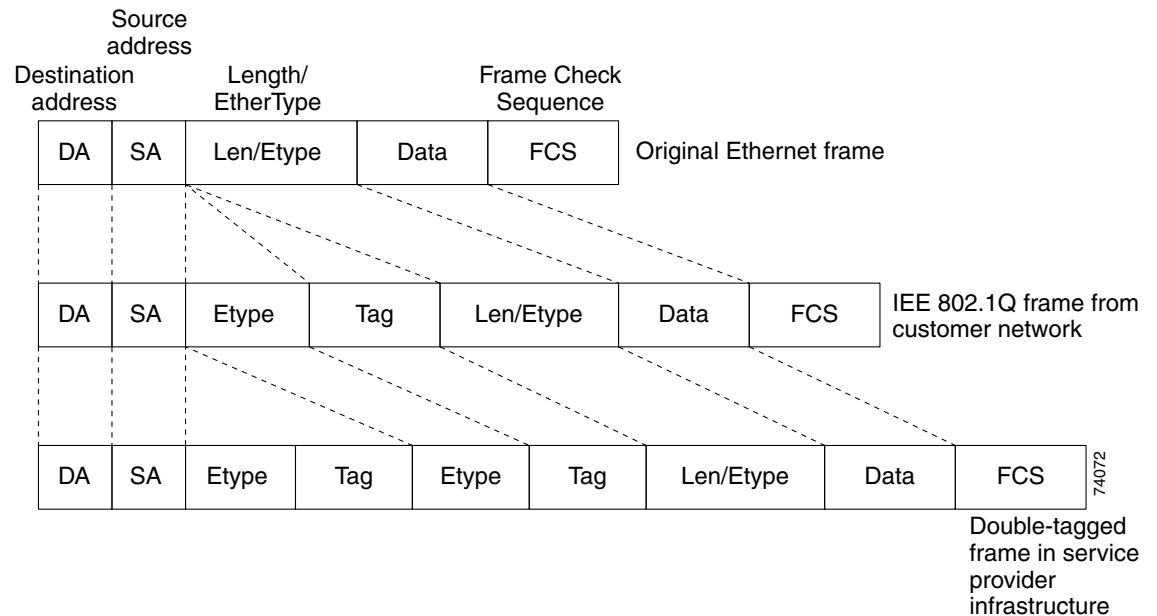 Source
address
Destination
address
Length/
EtherType
Frame Check
Sequence
DA SA Len/Etype Data FCS Original Ethernet frame
DA SA Etype Tag Len/Etype Data FCS IEE 802.1Q frame from
customer network
DA SA Etype Tag Etype Tag Len/Etype Data FCS 74072
Double-tagged
frame in service
provider
infrastructure